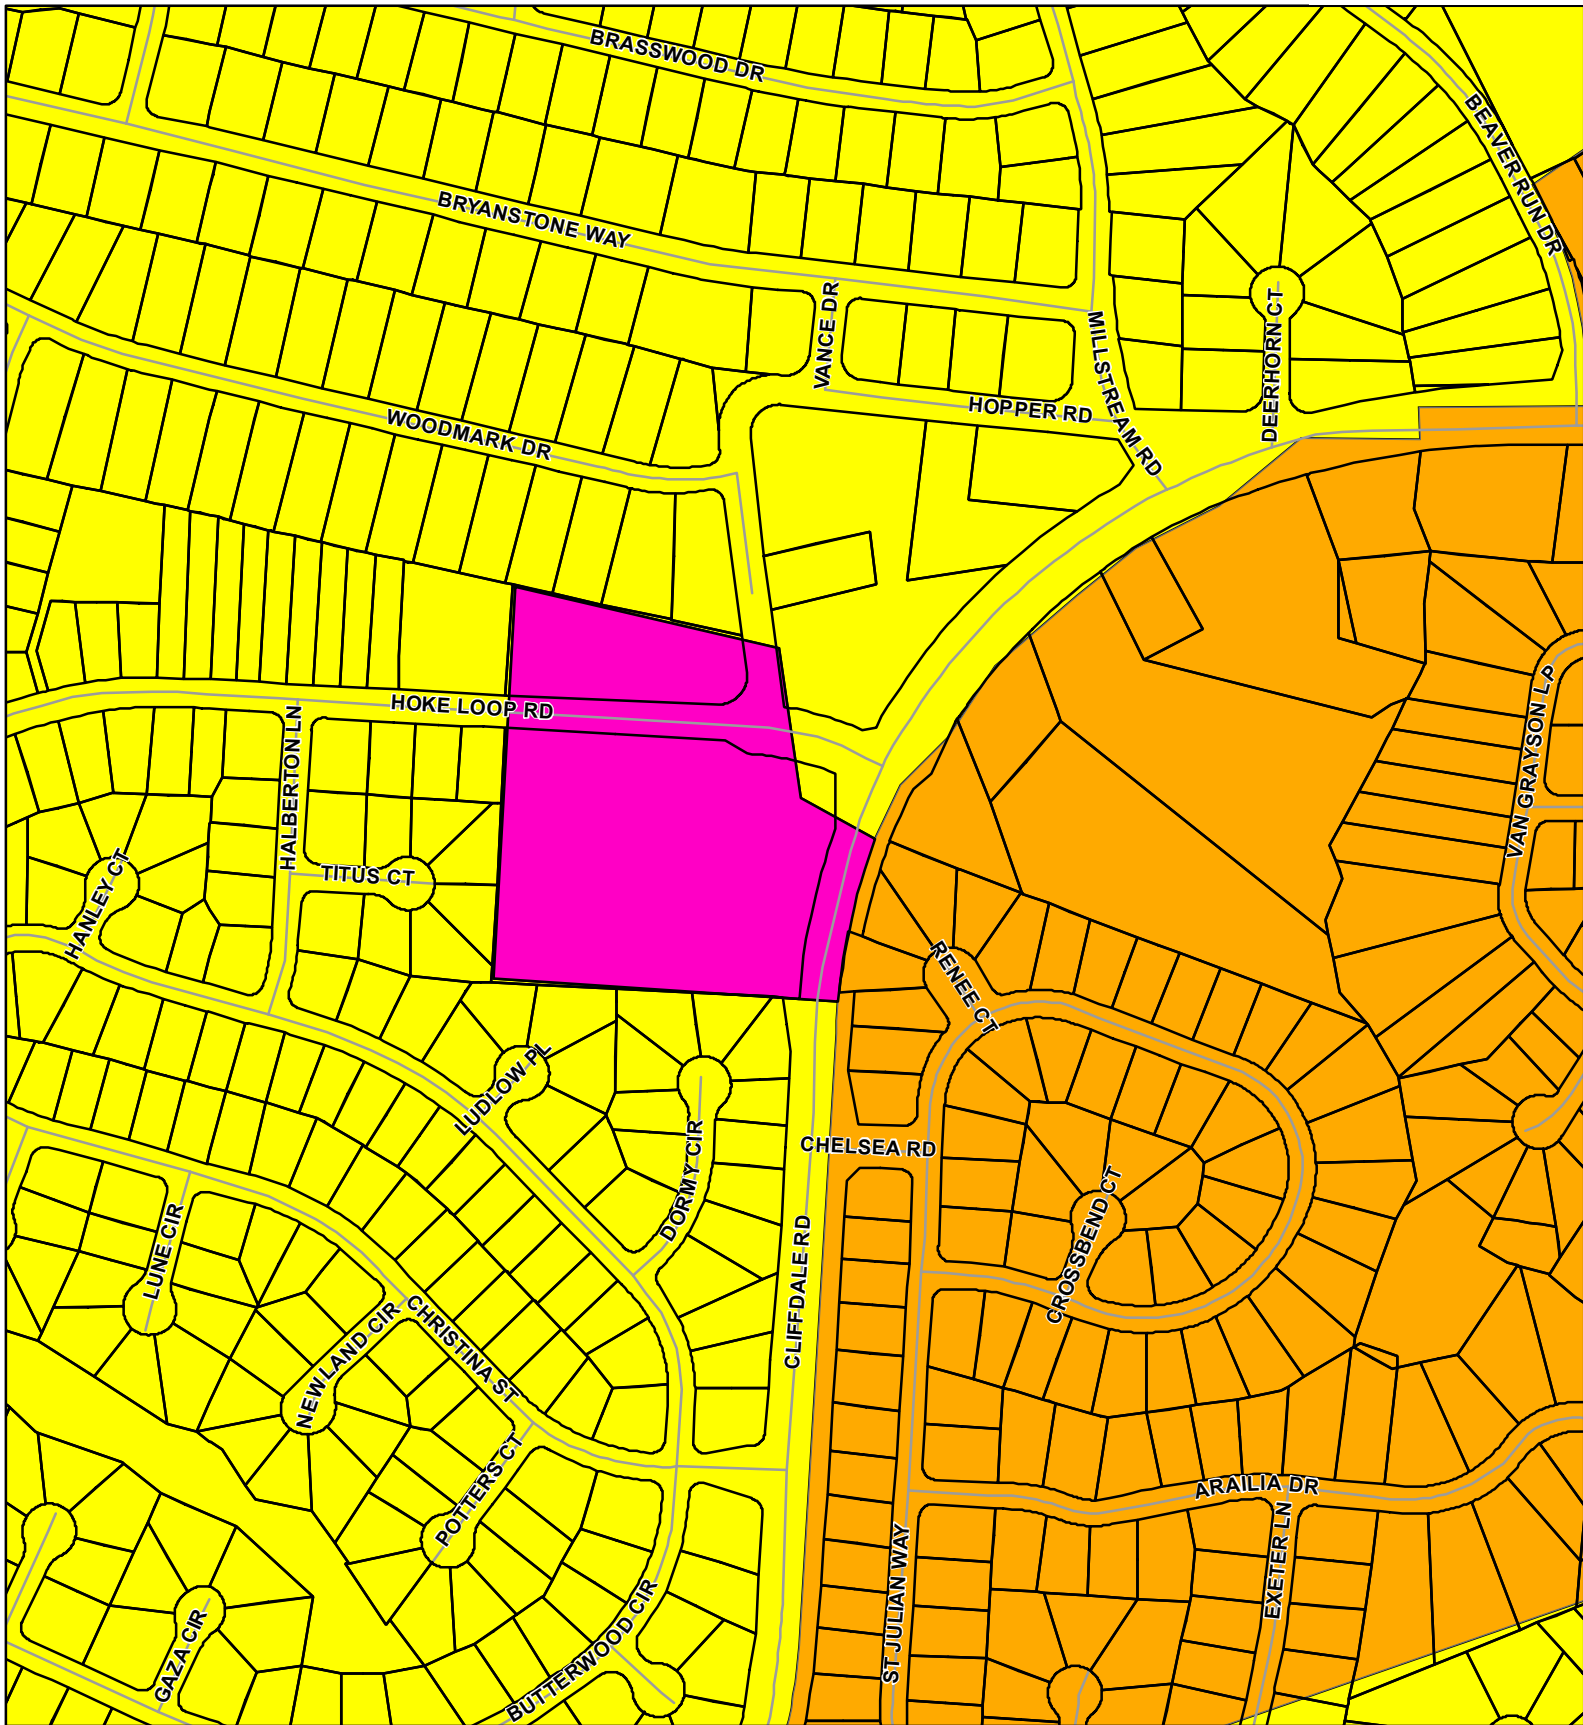 BRASSWOOD DR
BEAVER RUN DR
BRYANSTONE WAY
VANCE DR
MILLSTREAM RD
DEERHORN CT
HOPPER RD
WOODMARK DR
HOKE LOOP RD
VAN GRAYSON LP
HALBERTON LN
TITUS CT
HANLEY CT
RENEE CT
LUDLOW PL
DORMY CIR
CHELSEA RD
CROSSBEND CT
LUNE CIR
CLIFFDALE RD
NEWLAND CIR
CHRISTINA ST
POTTERS CT
ARAILIA DR
EXETER LN
ST JULIAN WAY
GAZA CIR
BUTTERWOOD CIR